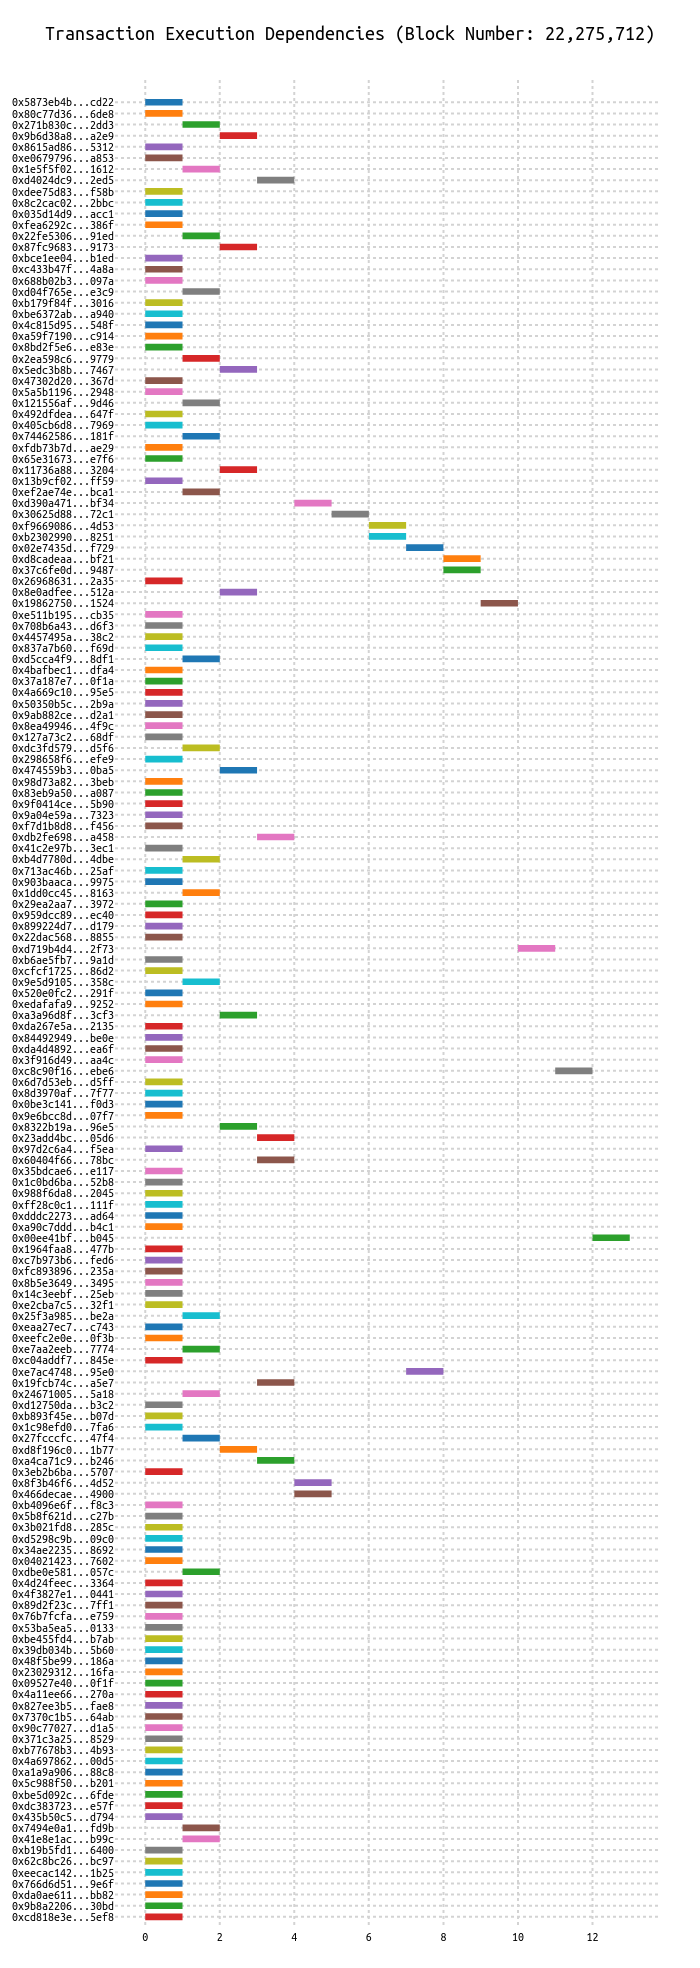 Transaction Execution Dependencies (Block Number: 22,275,712)
0x5873eb4b...cd22
0x80c77d36...6de8
0x271b830c...2dd3
0x9b6d38a8...a2e9
0x8615ad86...5312
0xe0679796...a853
0x1e5f5f02...1612
0xd4024dc9...2ed5
0xdee75d83...f58b
0x8c2cac02...2bbc
0x035d14d9...acc1
0xfea6292c...386f
0x22fe5306...91ed
0x87fc9683...9173
0xbce1ee04...b1ed
0xc433b47f...4a8a
0x688b02b3...097a
0xd04f765e...e3c9
0xb179f84f...3016
0xbe6372ab...a940
0x4c815d95...548f
0xa59f7190...c914
0x8bd2f5e6...e83e
0x2ea598c6...9779
0x5edc3b8b...7467
0x47302d20...367d
0x5a5b1196...2948
0x121556af...9d46
0x492dfdea...647f
0x405cb6d8...7969
0x74462586...181f
0xfdb73b7d...ae29
0x65e31673...e7f6
0x11736a88...3204
0x13b9cf02...ff59
0xef2ae74e...bca1
0xd390a471...bf34
0x30625d88...72c1
0xf9669086...4d53
0xb2302990...8251
0x02e7435d...f729
0xd8cadeaa...bf21
0x37c6fe0d...9487
0x26968631...2a35
0x8e0adfee...512a
0x19862750...1524
0xe511b195...cb35
0x708b6a43...d6f3
0x4457495a...38c2
0x837a7b60...f69d
0xd5cca4f9...8df1
0x4bafbec1...dfa4
0x37a187e7...0f1a
0x4a669c10...95e5
0x50350b5c...2b9a
0x9ab882ce...d2a1
0x8ea49946...4f9c
0x127a73c2...68df
0xdc3fd579...d5f6
0x298658f6...efe9
0x474559b3...0ba5
0x98d73a82...3beb
0x83eb9a50...a087
0x9f0414ce...5b90
0x9a04e59a...7323
0xf7d1b8d8...f456
0xdb2fe698...a458
0x41c2e97b...3ec1
0xb4d7780d...4dbe
0x713ac46b...25af
0x903baaca...9975
0x1dd0cc45...8163
0x29ea2aa7...3972
0x959dcc89...ec40
0x899224d7...d179
0x22dac568...8855
0xd719b4d4...2f73
0xb6ae5fb7...9a1d
0xcfcf1725...86d2
0x9e5d9105...358c
0x520e0fc2...291f
0xedafafa9...9252
0xa3a96d8f...3cf3
0xda267e5a...2135
0x84492949...be0e
0xda4d4892...ea6f
0x3f916d49...aa4c
0xc8c90f16...ebe6
0x6d7d53eb...d5ff
0x8d3970af...7f77
0x0be3c141...f0d3
0x9e6bcc8d...07f7
0x8322b19a...96e5
0x23add4bc...05d6
0x97d2c6a4...f5ea
0x60404f66...78bc
0x35bdcae6...e117
0x1c0bd6ba...52b8
0x988f6da8...2045
0xff28c0c1...111f
0xdddc2273...ad64
0xa90c7ddd...b4c1
0x00ee41bf...b045
0x1964faa8...477b
0xc7b973b6...fed6
0xfc893896...235a
0x8b5e3649...3495
0x14c3eebf...25eb
0xe2cba7c5...32f1
0x25f3a985...be2a
0xeaa27ec7...c743
0xeefc2e0e...0f3b
0xe7aa2eeb...7774
0xc04addf7...845e
0xe7ac4748...95e0
0x19fcb74c...a5e7
0x24671005...5a18
0xd12750da...b3c2
0xb893f45e...b07d
0x1c98efd0...7fa6
0x27fcccfc...47f4
0xd8f196c0...1b77
0xa4ca71c9...b246
0x3eb2b6ba...5707
0x8f3b46f6...4d52
0x466decae...4900
0xb4096e6f...f8c3
0x5b8f621d...c27b
0x3b021fd8...285c
0xd5298c9b...09c0
0x34ae2235...8692
0x04021423...7602
0xdbe0e581...057c
0x4d24feec...3364
0x4f3827e1...0441
0x89d2f23c...7ff1
0x76b7fcfa...e759
0x53ba5ea5...0133
0xbe455fd4...b7ab
0x39db034b...5b60
0x48f5be99...186a
0x23029312...16fa
0x09527e40...0f1f
0x4a11ee66...270a
0x827ee3b5...fae8
0x7370c1b5...64ab
0x90c77027...d1a5
0x371c3a25...8529
0xb77678b3...4b93
0x4a697862...00d5
0xa1a9a906...88c8
0x5c988f50...b201
0xbe5d092c...6fde
0xdc383723...e57f
0x435b50c5...d794
0x7494e0a1...fd9b
0x41e8e1ac...b99c
0xb19b5fd1...6400
0x62c8bc26...bc97
0xeecac142...1b25
0x766d6d51...9e6f
0xda0ae611...bb82
0x9b8a2206...30bd
0xcd818e3e...5ef8
0 2 4 6 8 10 12